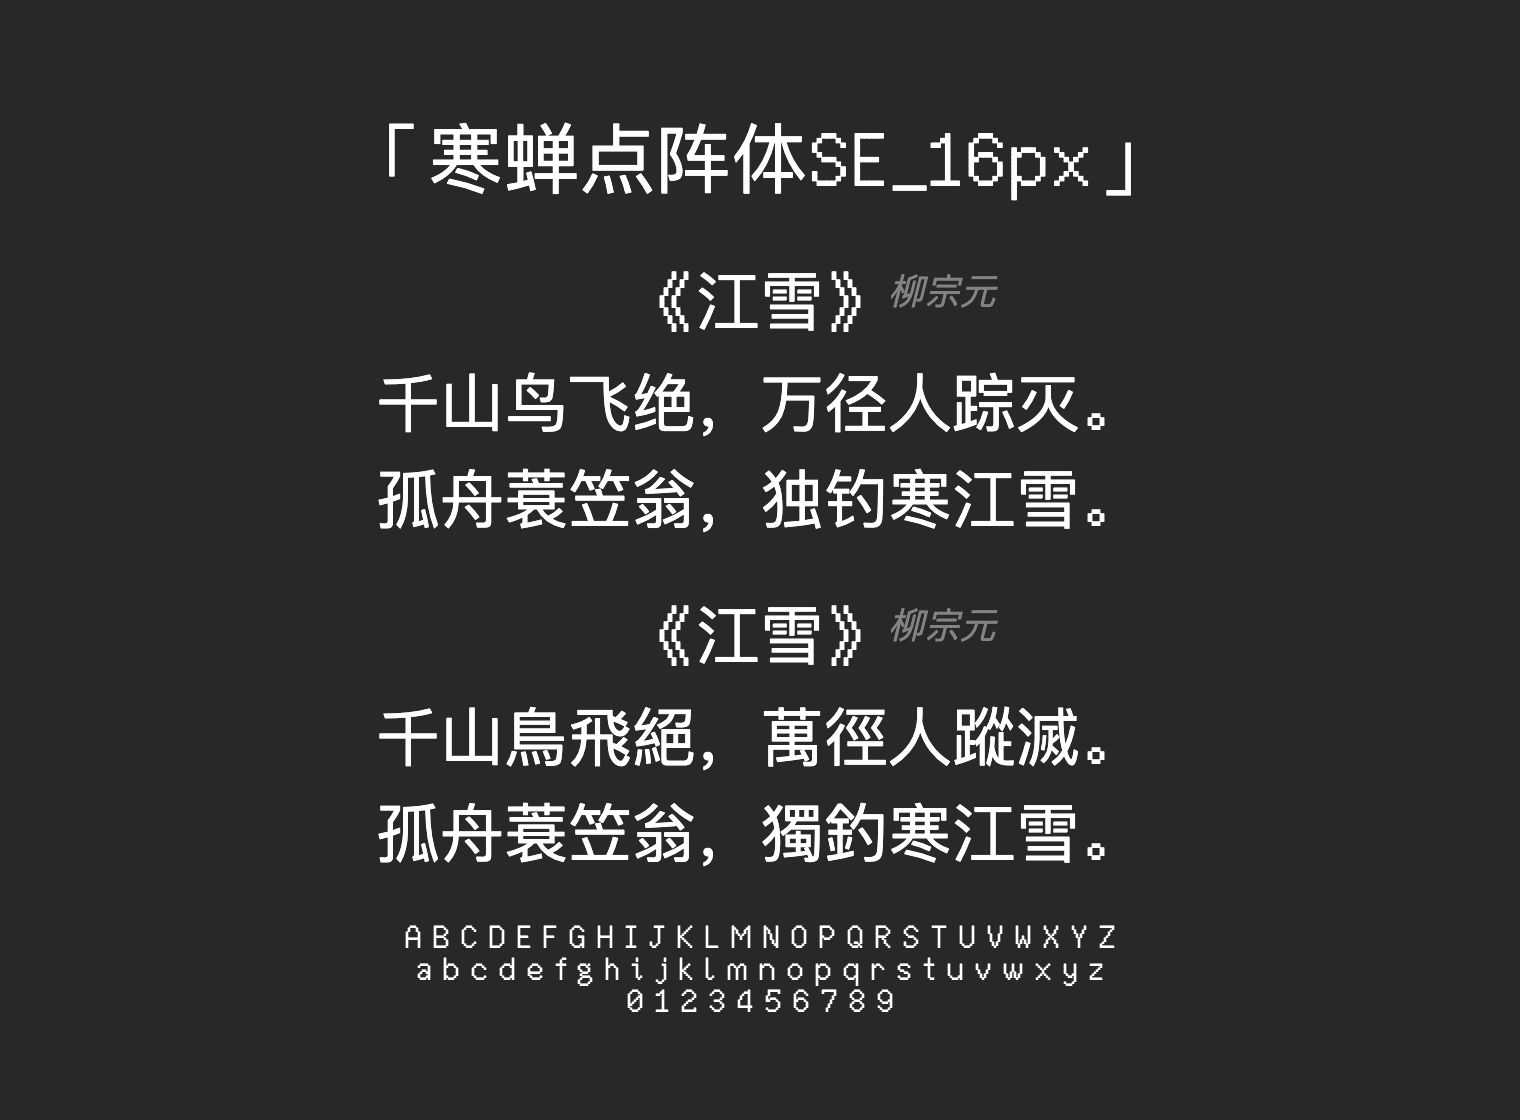 「寒蝉点阵体SE_16px」
《江雪》柳宗元
千山鸟飞绝，万径人踪灭。
孤舟蓑笠翁，独钓寒江雪。
《江雪》柳宗元
千山鳥飛絕，萬徑人蹤滅。
孤舟蓑笠翁，獨釣寒江雪。
ABCDEFGHIJKLMNOPQRSTUVWXYZ
abcdefghijklmnopqrstuvwxyz
0123456789